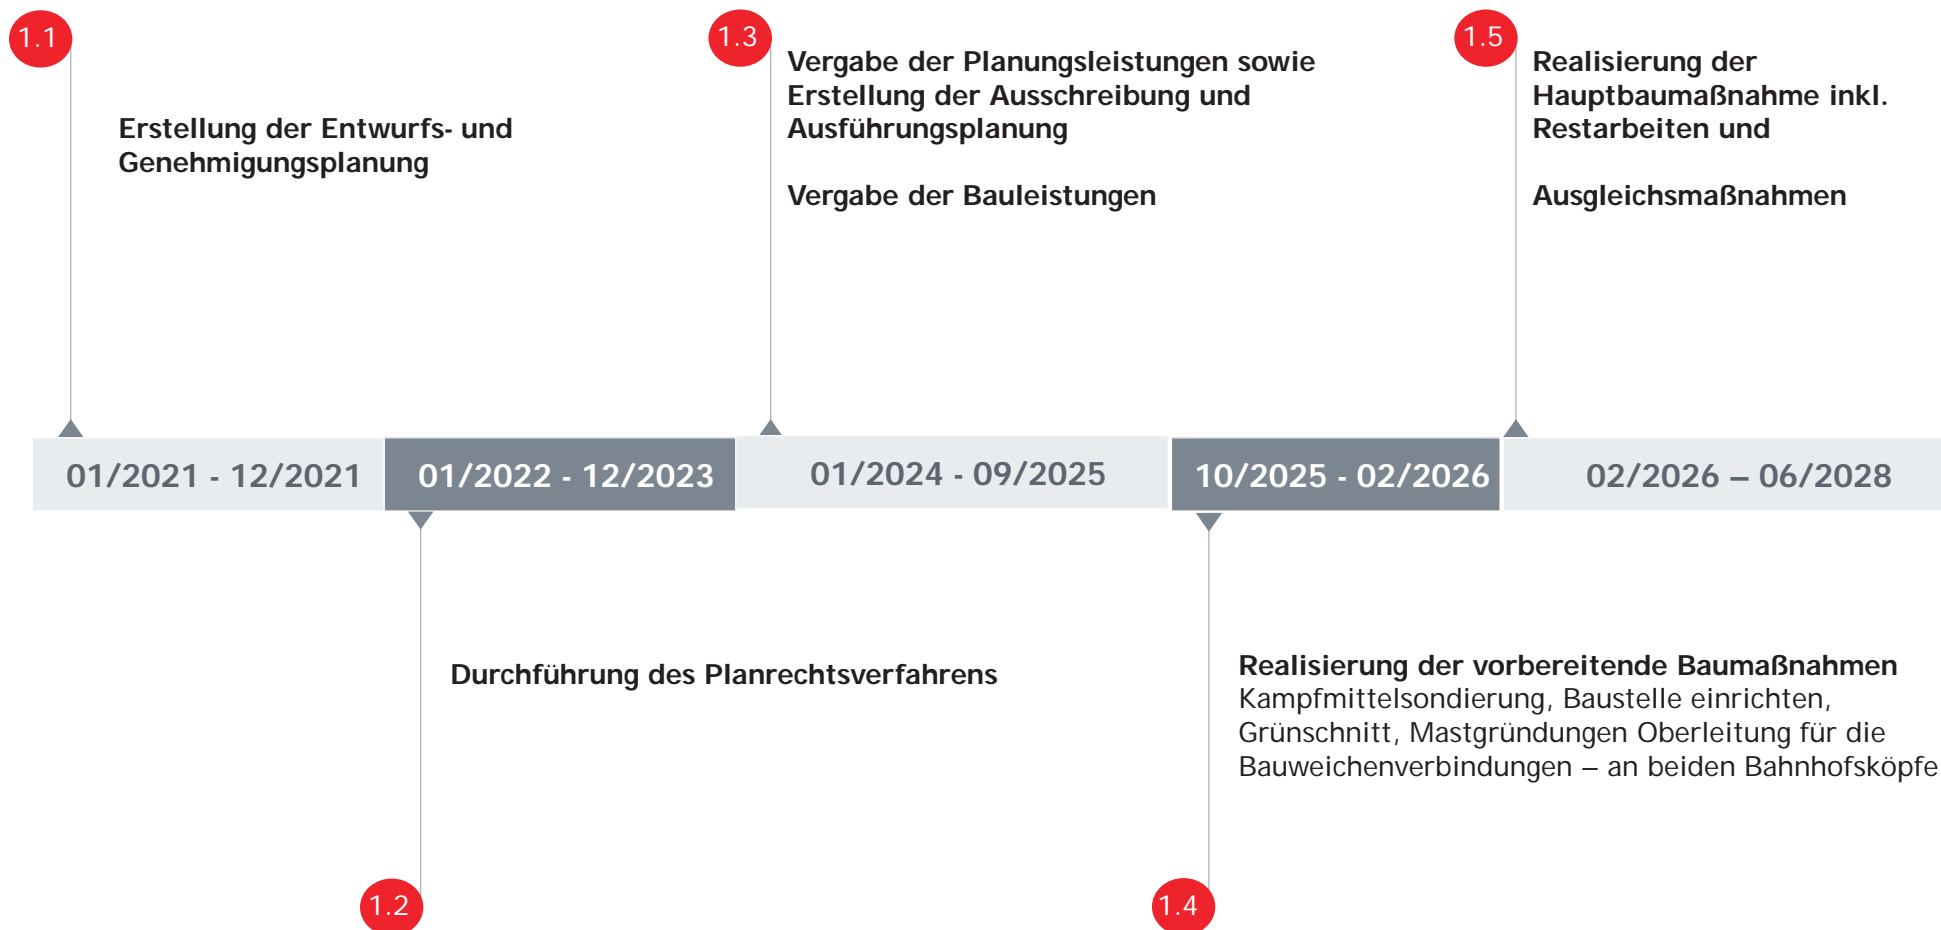 1.1
Erstellung der Entwurfs- und
Genehmigungsplanung
1.3
Vergabe der Planungsleistungen sowie
Erstellung der Ausschreibung und
Ausführungsplanung
Vergabe der Bauleistungen
1.5
Realisierung der
Hauptbaumaßnahme inkl.
Restarbeiten und
Ausgleichsmaßnahmen
01/2021 - 12/2021
01/2022 - 12/2023
01/2024 - 09/2025
10/2025 - 02/2026
02/2026 – 06/2028
Durchführung des Planrechtsverfahrens
1.2
Realisierung der vorbereitende Baumaßnahmen
Kampfmittelsondierung, Baustelle einrichten,
Grünschnitt, Mastgründungen Oberleitung für die
Bauweichenverbindungen – an beiden Bahnhofsköpfe
1.4